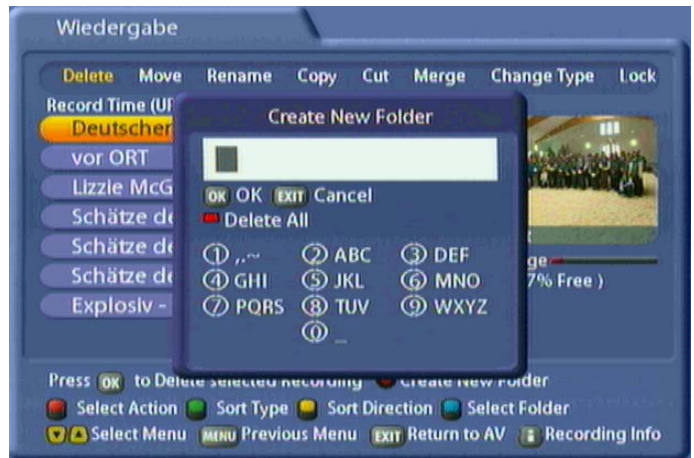 Wiedergabe
Delete Move Rename Copy Cut Merge Change Type Lock
Record Time (UP
Deutscher
vor ORT
Lizzie McG
Schätze de
Schätze de
Schätze de
Explosiv -
Create New Folder
OK OK EXIT Cancel
Delete All
1 ,.~ 2 ABC 3 DEF
4 GHI 5 JKL 6 MNO
7 PQRS 8 TUV 9 WXYZ
0 _
ge
7% Free )
Press OK to Delete selected Recording Create New Folder
Select Action Sort Type Sort Direction Select Folder
Select Menu MENU Previous Menu EXIT Return to AV i Recording Info